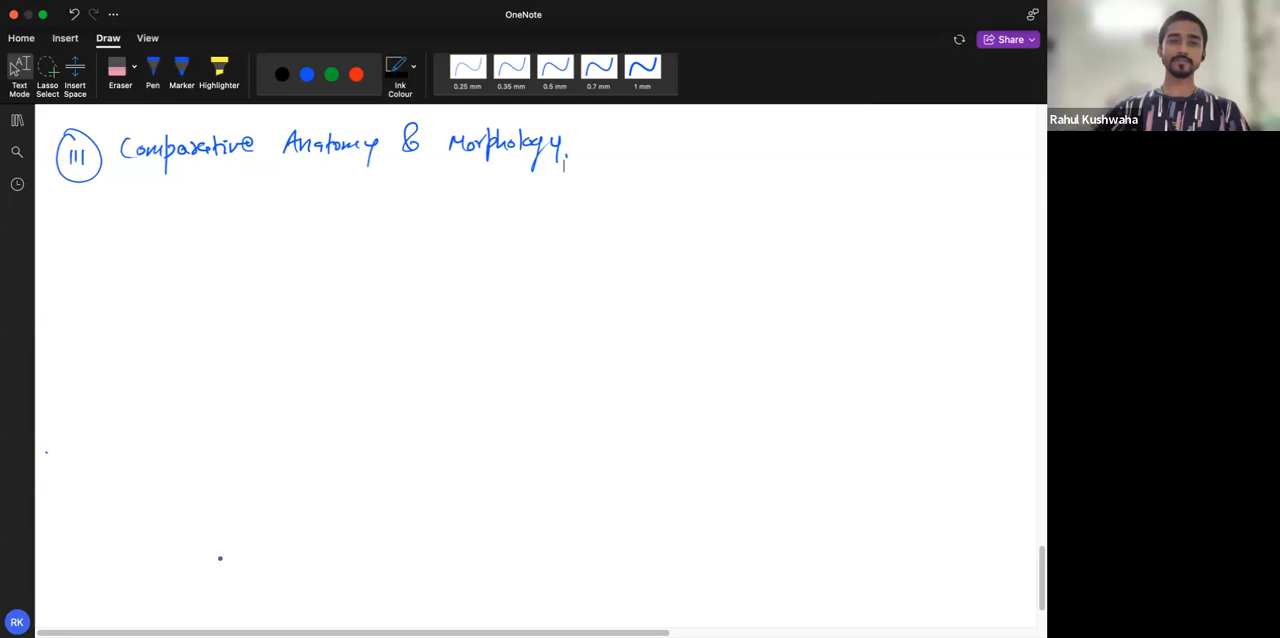 OneNote
Home Insert Draw View
Share
Text Mode
Lasso Select
Insert Space
Eraser
Pen
Marker
Highlighter
Ink Colour
0.25 mm
0.35 mm
0.5 mm
0.7 mm
1 mm
Rahul Kushwaha
III Comparative Anatomy & Morphology.
RK